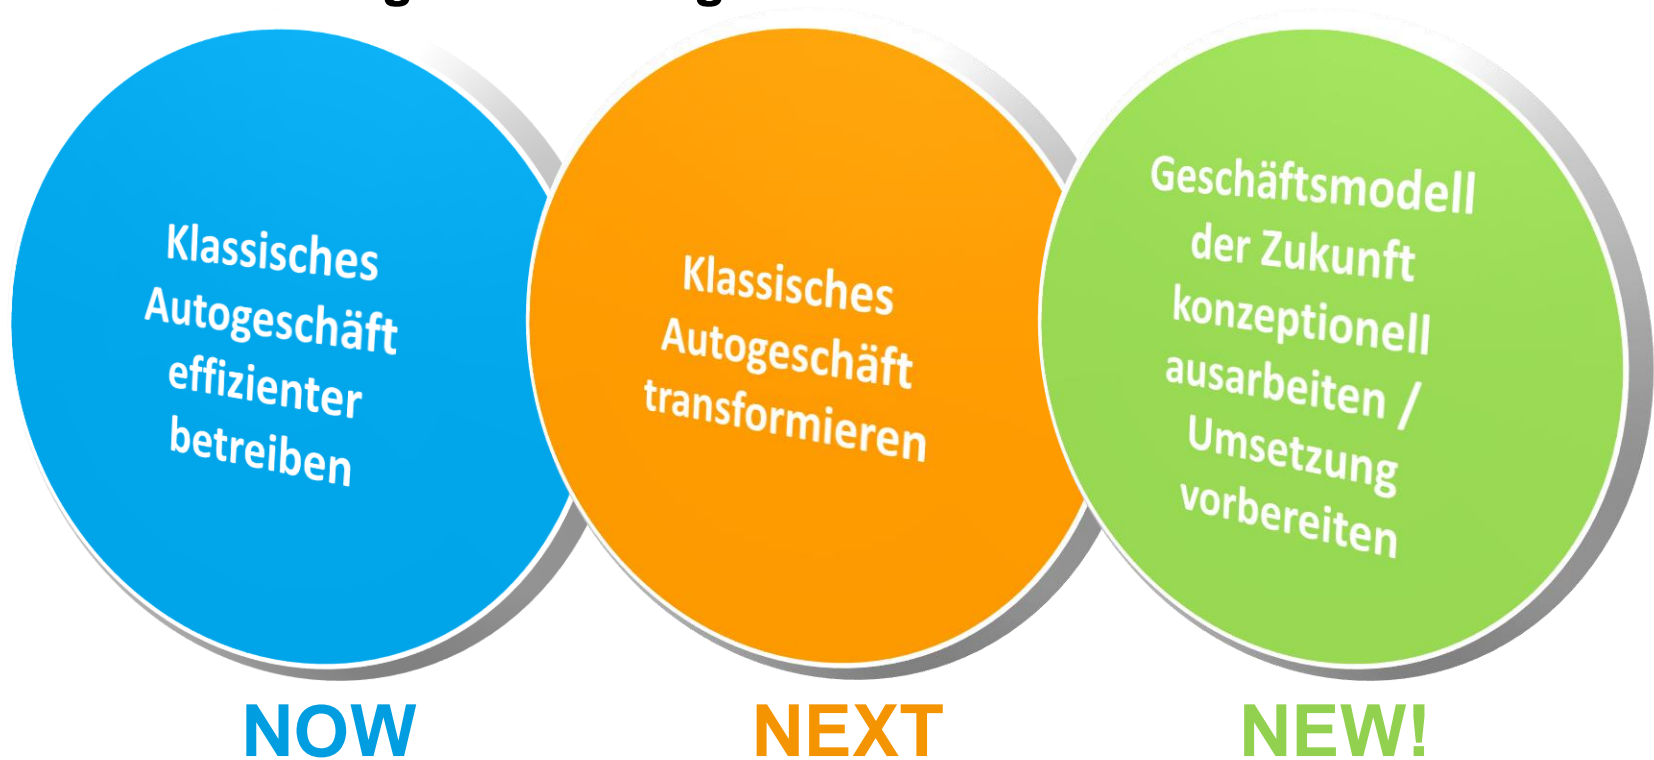 Klassisches
Autogeschäft
effizienter
betreiben
Klassisches
Autogeschäft
transformieren
Geschäftsmodell
der Zukunft
konzeptionell
ausarbeiten /
Umsetzung
vorbereiten
NOW
NEXT
NEW!